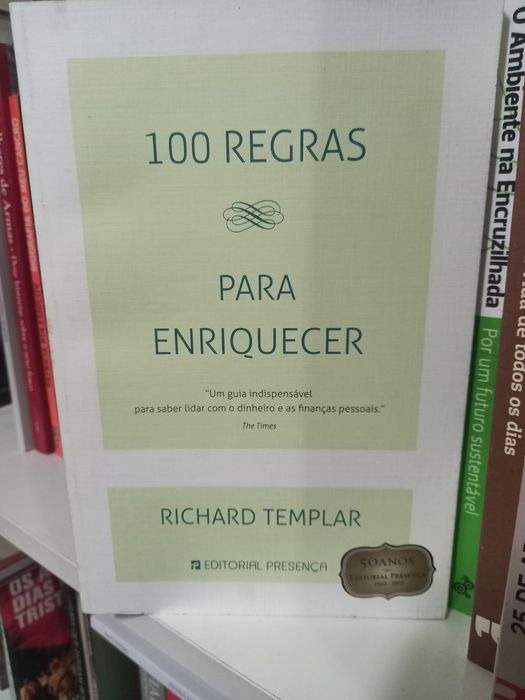 100 REGRAS
PARA
ENRIQUECER
"Um guia indispensável
para saber lidar com o dinheiro e as finanças pessoais."
The Times
RICHARD TEMPLAR
EDITORIAL PRESENÇA
50 ANOS
EDITORIAL PRESENÇA
O Ambiente na Encruzilhada
Por um futuro sustentável
de todos os dias
de Armas
OS
DIAS
TRIST